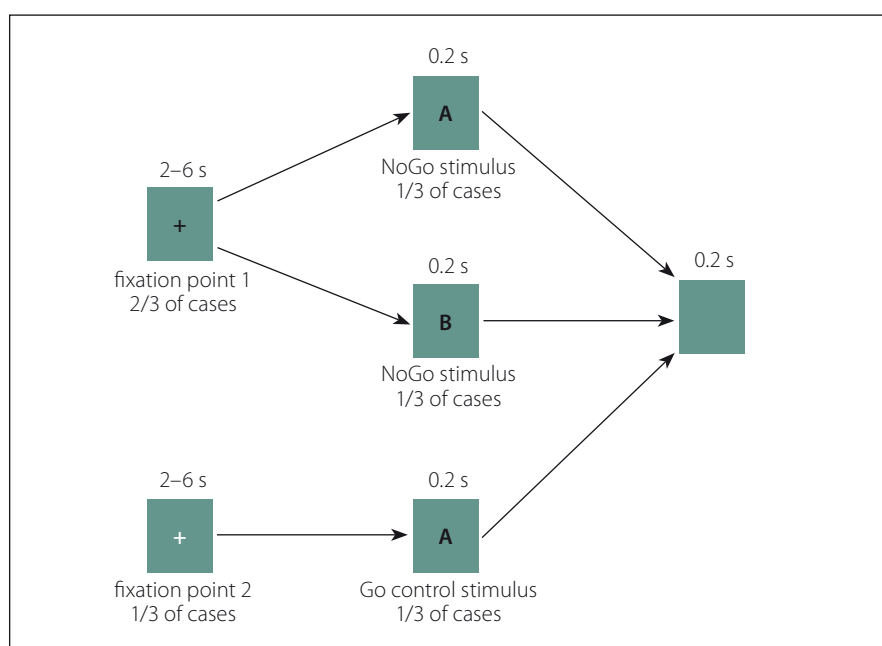 0.2 s
A
NoGo stimulus
1/3 of cases
2–6 s
+
fixation point 1
2/3 of cases
0.2 s
B
NoGo stimulus
1/3 of cases
0.2 s
2–6 s
+
fixation point 2
1/3 of cases
0.2 s
A
Go control stimulus
1/3 of cases